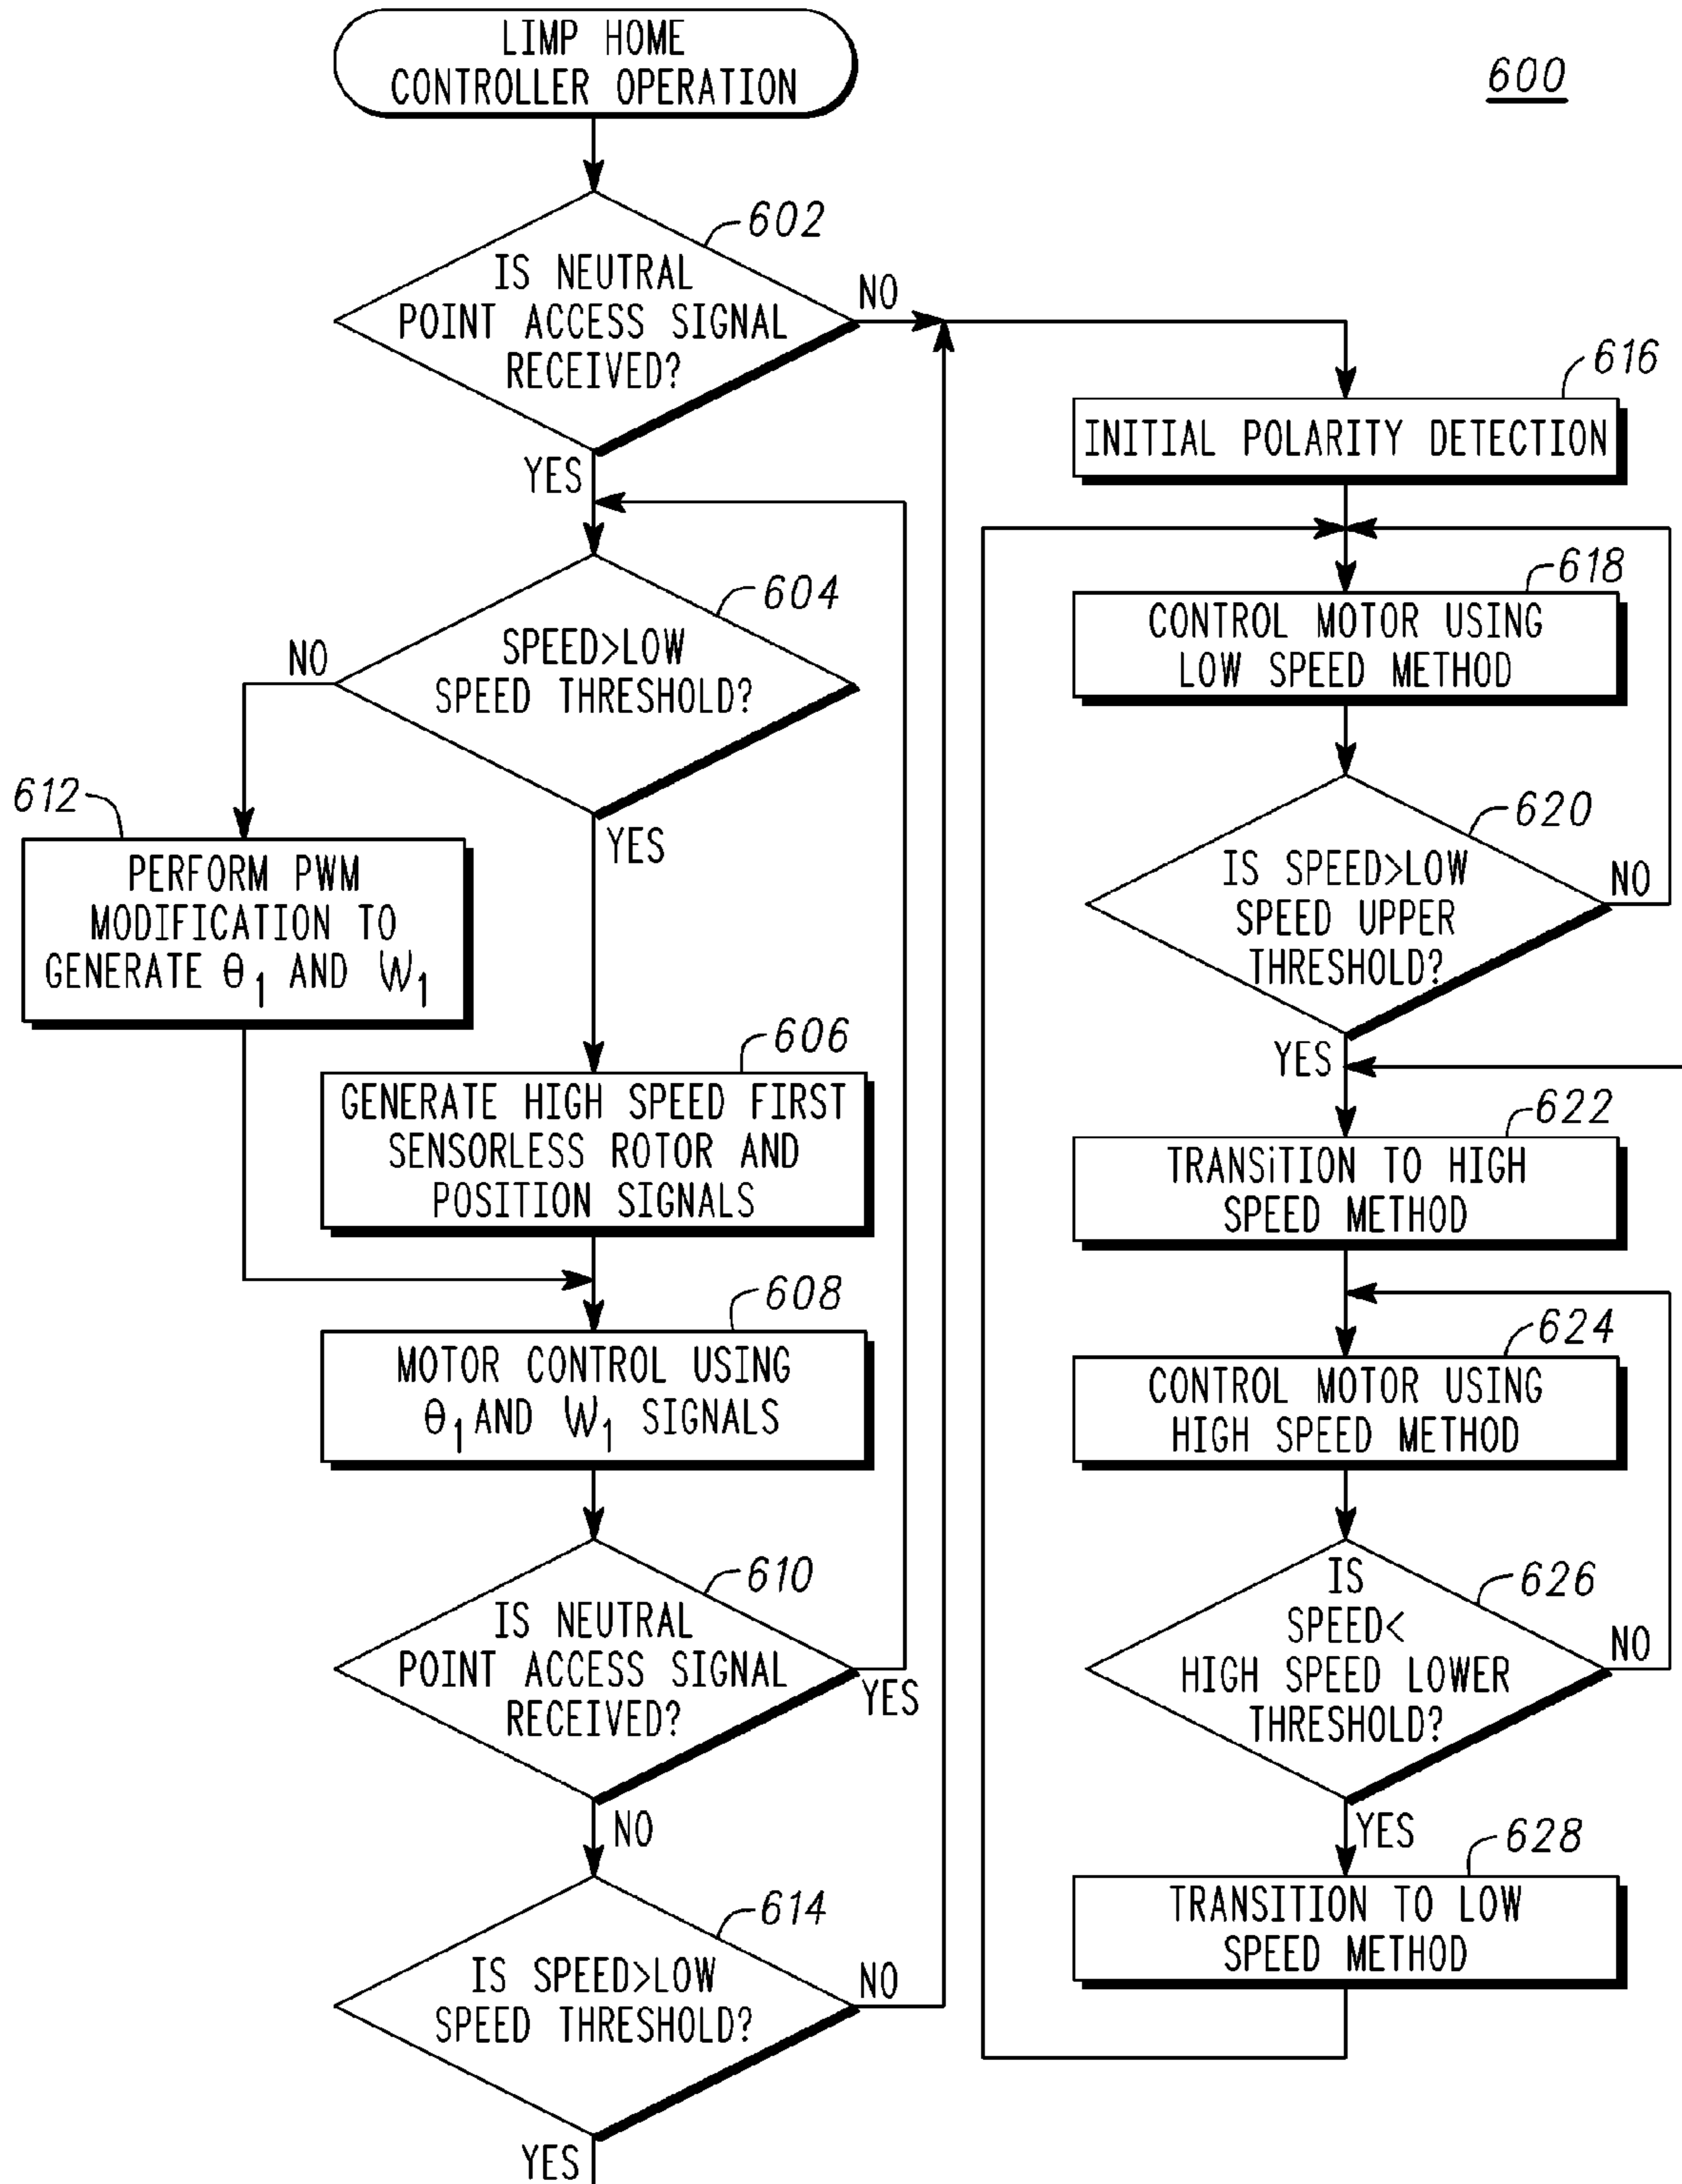 LIMP HOME
CONTROLLER OPERATION
600
602
IS NEUTRAL
POINT ACCESS SIGNAL
RECEIVED?
NO
YES
604
SPEED>LOW
SPEED THRESHOLD?
NO
YES
612
PERFORM PWM
MODIFICATION TO
GENERATE θ1 AND W1
606
GENERATE HIGH SPEED FIRST
SENSORLESS ROTOR AND
POSITION SIGNALS
608
MOTOR CONTROL USING
θ1 AND W1 SIGNALS
610
IS NEUTRAL
POINT ACCESS SIGNAL
RECEIVED?
YES
NO
614
IS SPEED>LOW
SPEED THRESHOLD?
NO
YES
616
INITIAL POLARITY DETECTION
618
CONTROL MOTOR USING
LOW SPEED METHOD
620
IS SPEED>LOW
SPEED UPPER
THRESHOLD?
NO
YES
622
TRANSiTION TO HIGH
SPEED METHOD
624
CONTROL MOTOR USING
HIGH SPEED METHOD
626
IS
SPEED<
HIGH SPEED LOWER
THRESHOLD?
NO
YES
628
TRANSITION TO LOW
SPEED METHOD